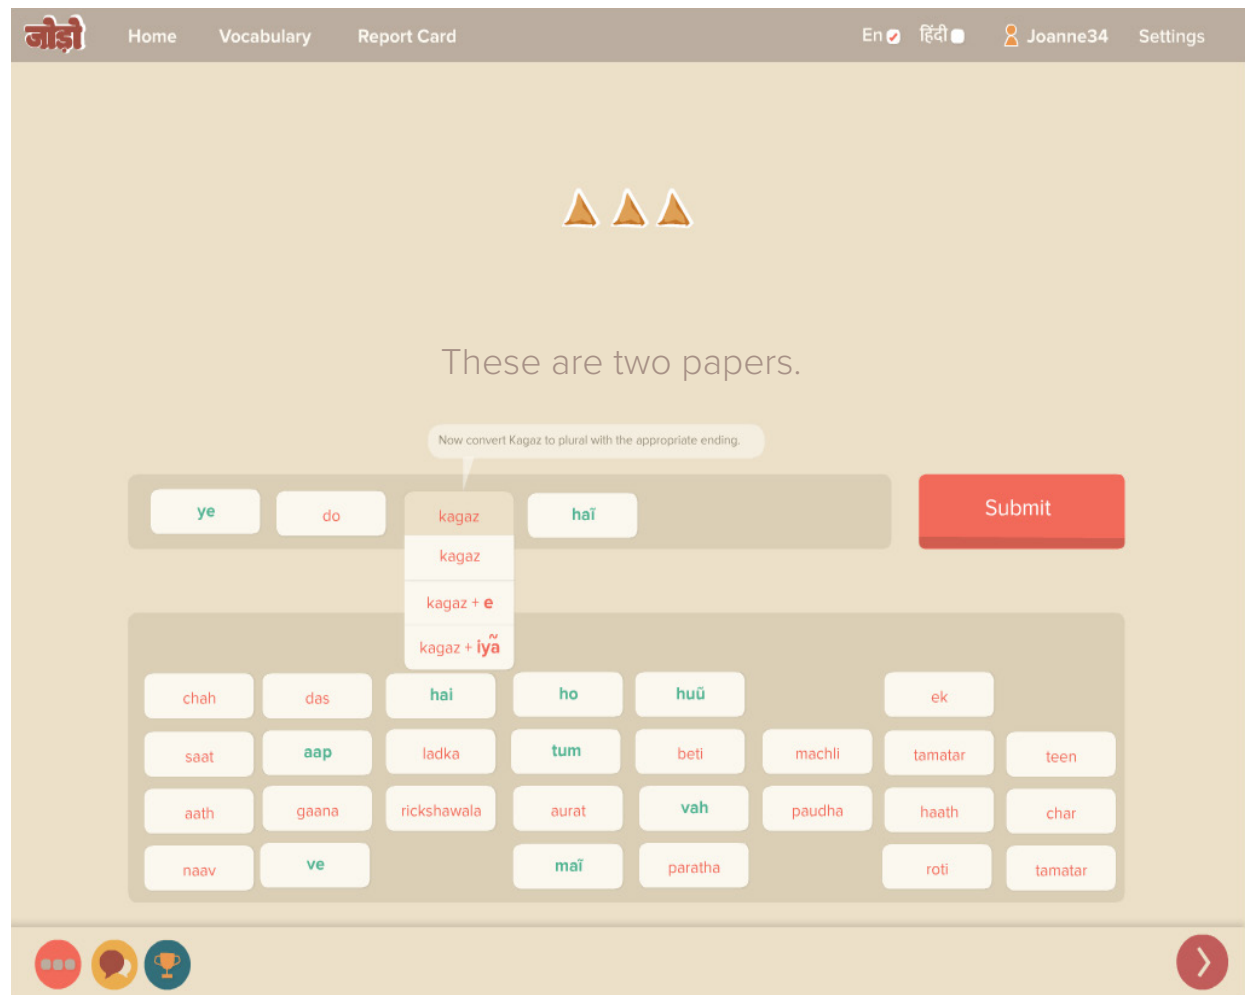 जोड़ो Home Vocabulary Report Card En हिंदी Joanne34 Settings
These are two papers.
Now convert Kagaz to plural with the appropriate ending.
ye do kagaz haĩ Submit
kagaz
kagaz + e
kagaz + iyã
chah das hai ho huũ ek
saat aap ladka tum beti machli tamatar teen
aath gaana rickshawala aurat vah paudha haath char
naav ve maĩ paratha roti tamatar